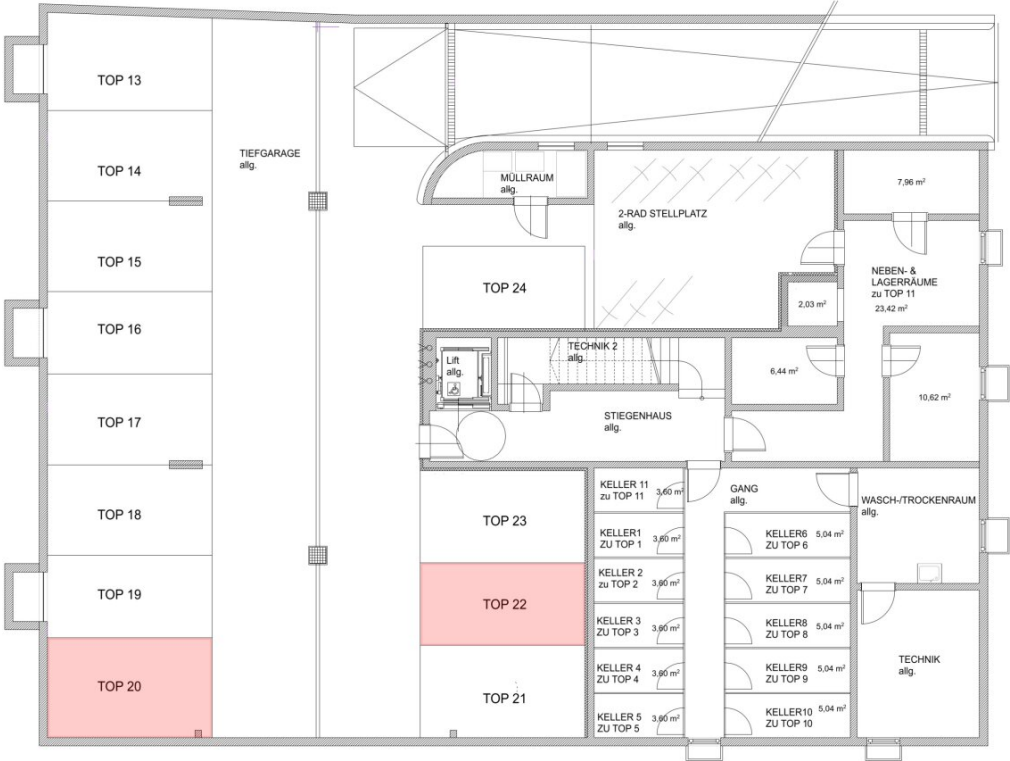 TOP 13
TOP 14
TOP 15
TOP 16
TOP 17
TOP 18
TOP 19
TOP 20
TIEFGARAGE
allg.
MÜLLRAUM
allg.
2-RAD STELLPLATZ
allg.
7,96 m²
NEBEN- &
LAGERRÄUME
zu TOP 11
23,42 m²
2,03 m²
TOP 24
Lift
allg.
TECHNIK 2
allg.
6,44 m²
10,62 m²
STIEGENHAUS
allg.
TOP 23
TOP 22
TOP 21
KELLER 11
zu TOP 11
3,60 m²
KELLER1
ZU TOP 1
3,60 m²
KELLER 2
zu TOP 2
3,60 m²
KELLER 3
ZU TOP 3
3,60 m²
KELLER 4
ZU TOP 4
3,60 m²
KELLER 5
ZU TOP 5
3,60 m²
GANG
allg.
KELLER6 5,04 m²
ZU TOP 6
KELLER7 5,04 m²
ZU TOP 7
KELLER8 5,04 m²
ZU TOP 8
KELLER9 5,04 m²
ZU TOP 9
KELLER10 5,04 m²
ZU TOP 10
WASCH-/TROCKENRAUM
allg.
TECHNIK
allg.